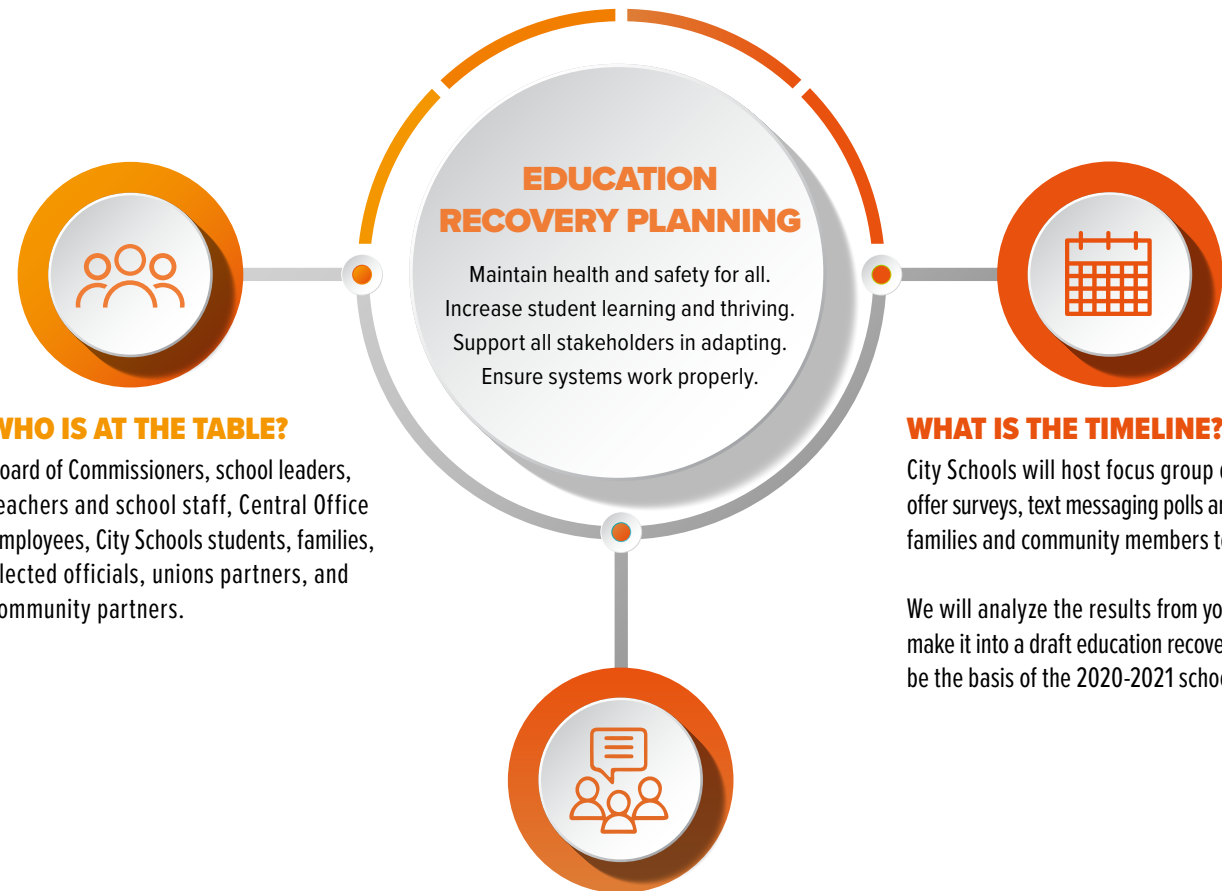 EDUCATION
RECOVERY PLANNING
Maintain health and safety for all.
Increase student learning and thriving.
Support all stakeholders in adapting.
Ensure systems work properly.
WHO IS AT THE TABLE?
oard of Commissioners, school leaders,
eachers and school staff, Central Office
mployees, City Schools students, families,
lected officials, unions partners, and
ommunity partners.
WHAT IS THE TIMELINE?
City Schools will host focus group
offer surveys, text messaging polls
families and community members
We will analyze the results from
make it into a draft education
be the basis of the 2020-2021